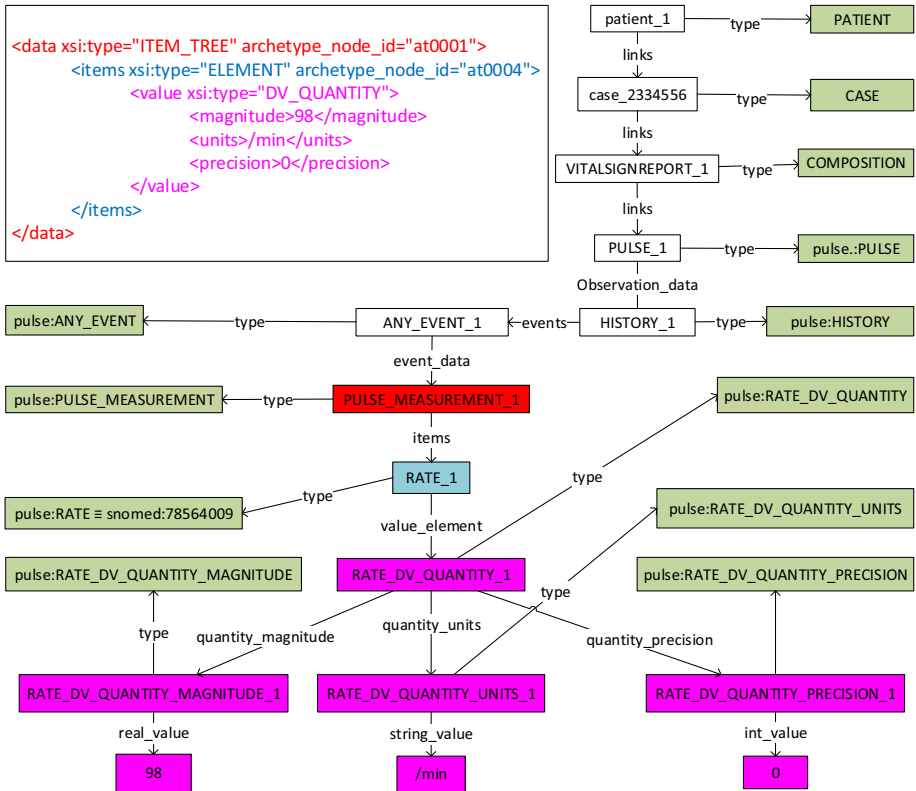 <data xsi:type="ITEM_TREE" archetype_node_id="at0001">
<items xsi:type="ELEMENT" archetype_node_id="at0004">
<value xsi:type="DV_QUANTITY">
<magnitude>98</magnitude>
<units>/min</units>
<precision>0</precision>
</value>
</items>
</data>
patient_1
type
PATIENT
links
case_2334556
type
CASE
links
VITALSIGNREPORT_1
type
COMPOSITION
links
PULSE_1
type
pulse.:PULSE
Observation_data
pulse:ANY_EVENT
type
ANY_EVENT_1
events
HISTORY_1
type
pulse:HISTORY
event_data
pulse:PULSE_MEASUREMENT
type
PULSE_MEASUREMENT_1
pulse:RATE_DV_QUANTITY
items
RATE_1
type
type
pulse:RATE ≡ snomed:78564009
value_element
pulse:RATE_DV_QUANTITY_UNITS
pulse:RATE_DV_QUANTITY_MAGNITUDE
RATE_DV_QUANTITY_1
type
pulse:RATE_DV_QUANTITY_PRECISION
type
quantity_magnitude
quantity_units
quantity_precision
RATE_DV_QUANTITY_MAGNITUDE_1
RATE_DV_QUANTITY_UNITS_1
RATE_DV_QUANTITY_PRECISION_1
real_value
string_value
int_value
98
/min
0